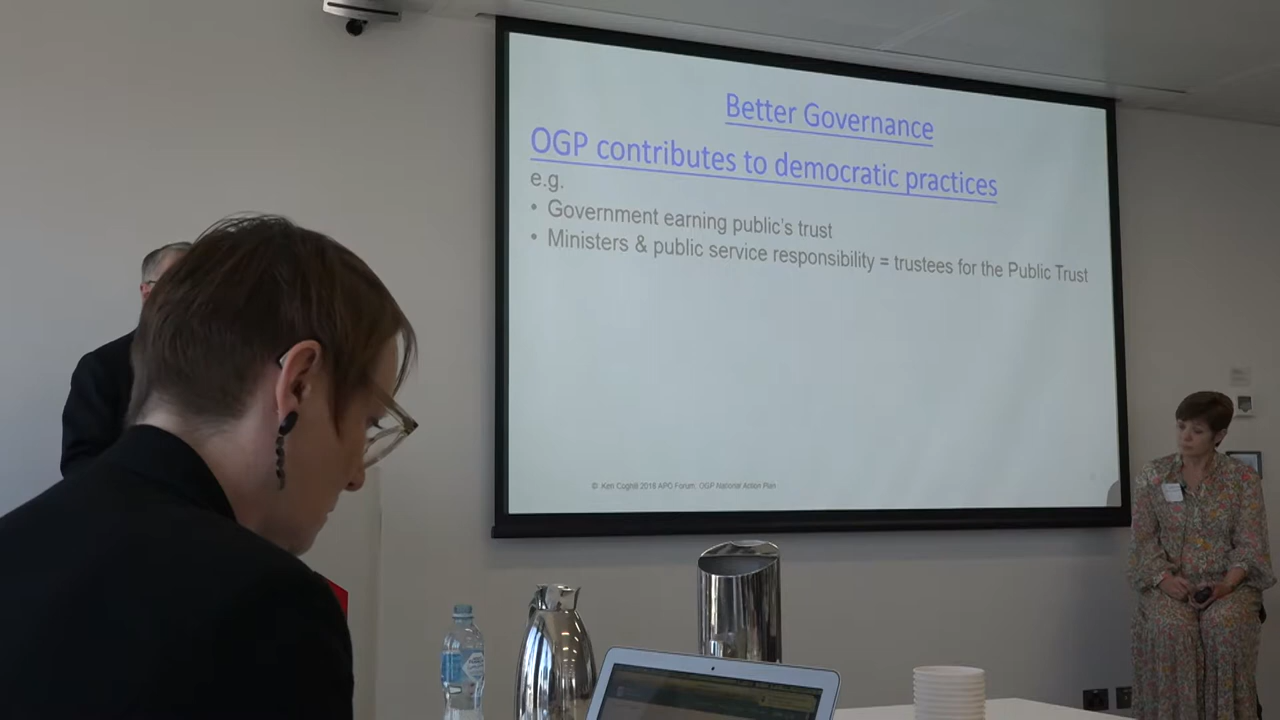 Better Governance
OGP contributes to democratic practices
e.g.
• Government earning public's trust
• Ministers & public service responsibility = trustees for the Public Trust
© Ken Coghill 2018 APO Forum: OGP National Action Plan